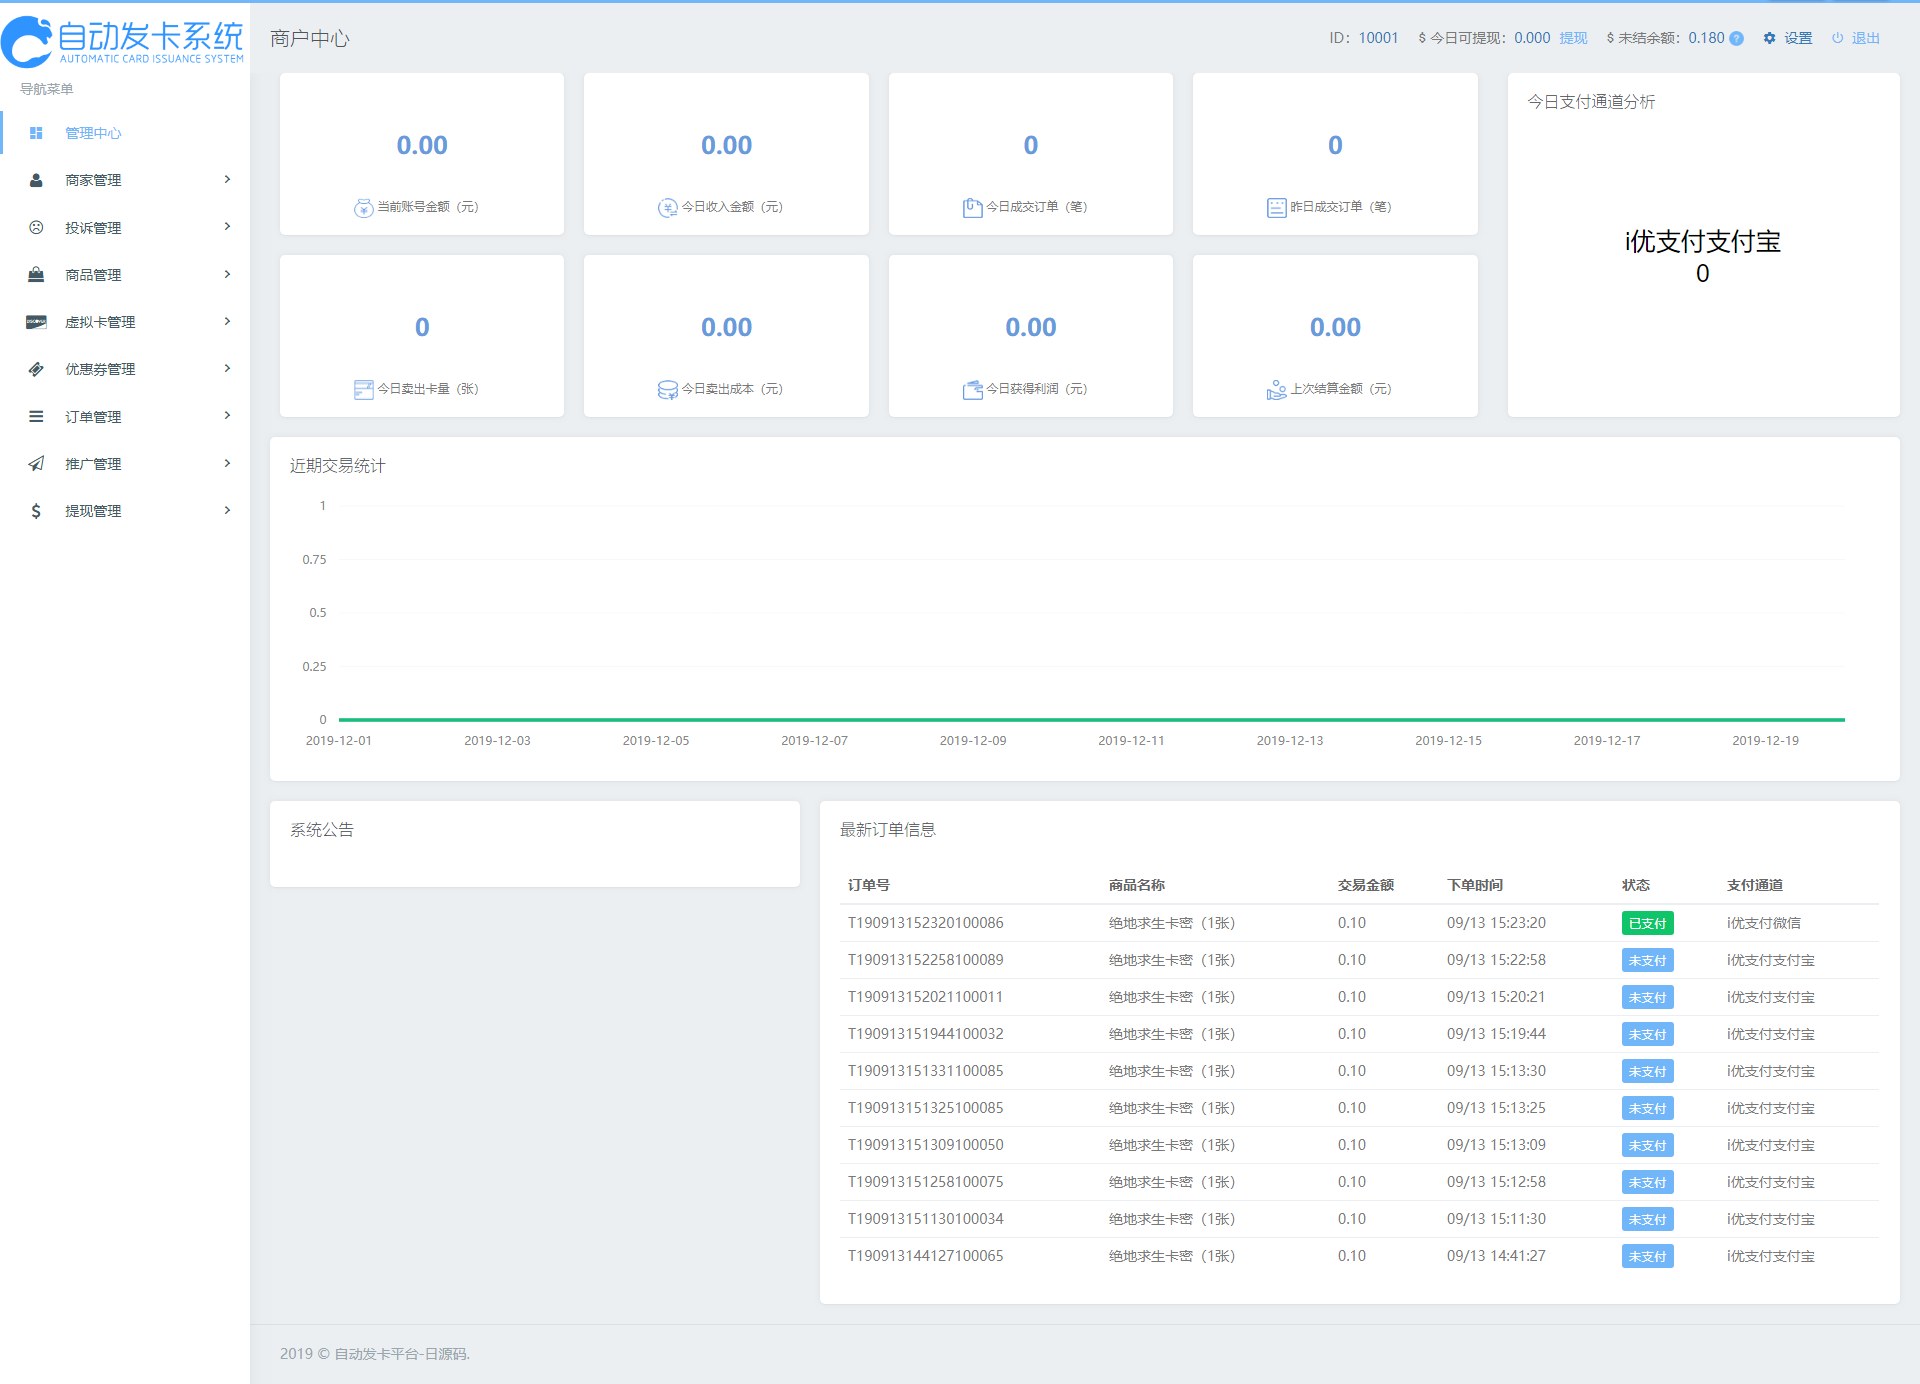 自动发卡系统
AUTOMATIC CARD ISSUANCE SYSTEM
导航菜单
管理中心
商家管理
投诉管理
商品管理
虚拟卡管理
优惠券管理
订单管理
推广管理
提现管理
商户中心
ID：10001 $ 今日可提现：0.000 提现 $ 未结余额：0.180 ? 设置 退出
0.00
当前账号金额（元）
0.00
今日收入金额（元）
0
今日成交订单（笔）
0
昨日成交订单（笔）
0
今日卖出卡量（张）
0.00
今日卖出成本（元）
0.00
今日获得利润（元）
0.00
上次结算金额（元）
今日支付通道分析
i优支付支付宝
0
近期交易统计
1
0.75
0.5
0.25
0
2019-12-01 2019-12-03 2019-12-05 2019-12-07 2019-12-09 2019-12-11 2019-12-13 2019-12-15 2019-12-17 2019-12-19
系统公告
最新订单信息
订单号 商品名称 交易金额 下单时间 状态 支付通道
T190913152320100086 绝地求生卡密（1张） 0.10 09/13 15:23:20 已支付 i优支付微信
T190913152258100089 绝地求生卡密（1张） 0.10 09/13 15:22:58 未支付 i优支付支付宝
T190913152021100011 绝地求生卡密（1张） 0.10 09/13 15:20:21 未支付 i优支付支付宝
T190913151944100032 绝地求生卡密（1张） 0.10 09/13 15:19:44 未支付 i优支付支付宝
T190913151331100085 绝地求生卡密（1张） 0.10 09/13 15:13:30 未支付 i优支付支付宝
T190913151325100085 绝地求生卡密（1张） 0.10 09/13 15:13:25 未支付 i优支付支付宝
T190913151309100050 绝地求生卡密（1张） 0.10 09/13 15:13:09 未支付 i优支付支付宝
T190913151258100075 绝地求生卡密（1张） 0.10 09/13 15:12:58 未支付 i优支付支付宝
T190913151130100034 绝地求生卡密（1张） 0.10 09/13 15:11:30 未支付 i优支付支付宝
T190913144127100065 绝地求生卡密（1张） 0.10 09/13 14:41:27 未支付 i优支付支付宝
2019 © 自动发卡平台-日源码.